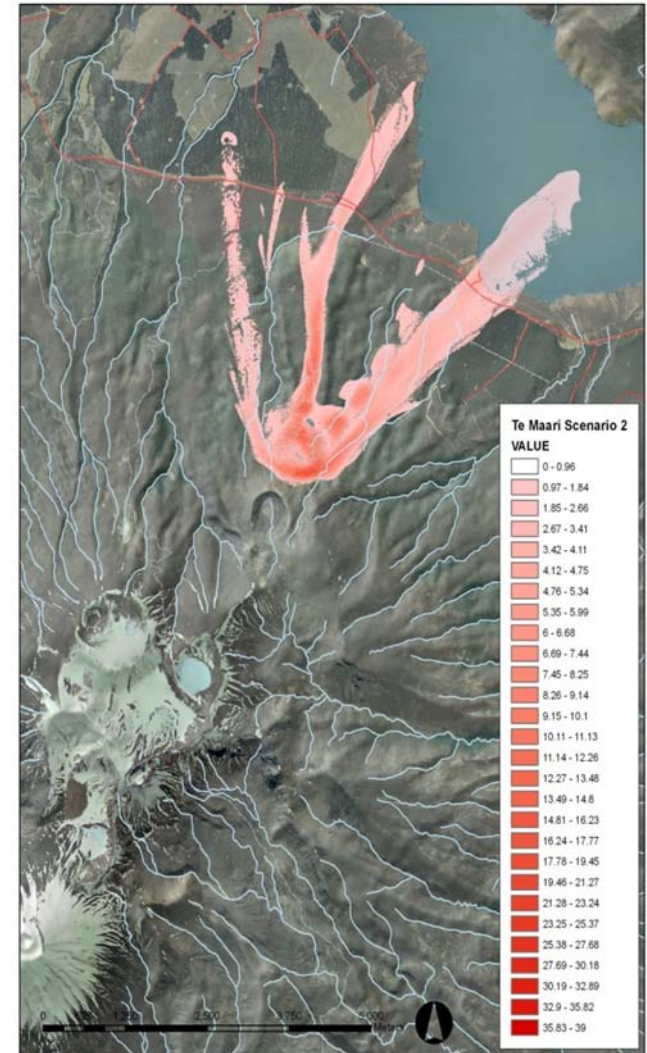 Te Maari Scenario 2
VALUE
0 - 0.96
0.97 - 1.84
1.85 - 2.66
2.67 - 3.41
3.42 - 4.11
4.12 - 4.75
4.76 - 5.34
5.35 - 5.99
6 - 6.68
6.69 - 7.44
7.45 - 8.25
8.26 - 9.14
9.15 - 10.1
10.11 - 11.13
11.14 - 12.26
12.27 - 13.48
13.49 - 14.8
14.81 - 16.23
16.24 - 17.77
17.78 - 19.45
19.46 - 21.27
21.28 - 23.24
23.25 - 25.37
25.38 - 27.68
27.69 - 30.18
30.19 - 32.89
32.9 - 35.82
35.83 - 39
0 1,250 2,500 3,750 5,000
Meters